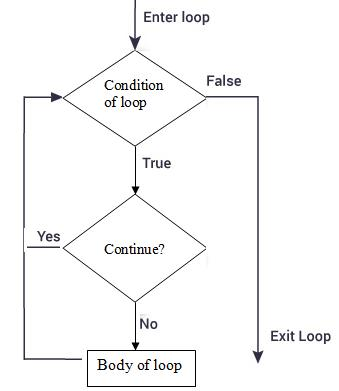 Enter loop
Condition
of loop
False
True
Yes
Continue?
No
Exit Loop
Body of loop